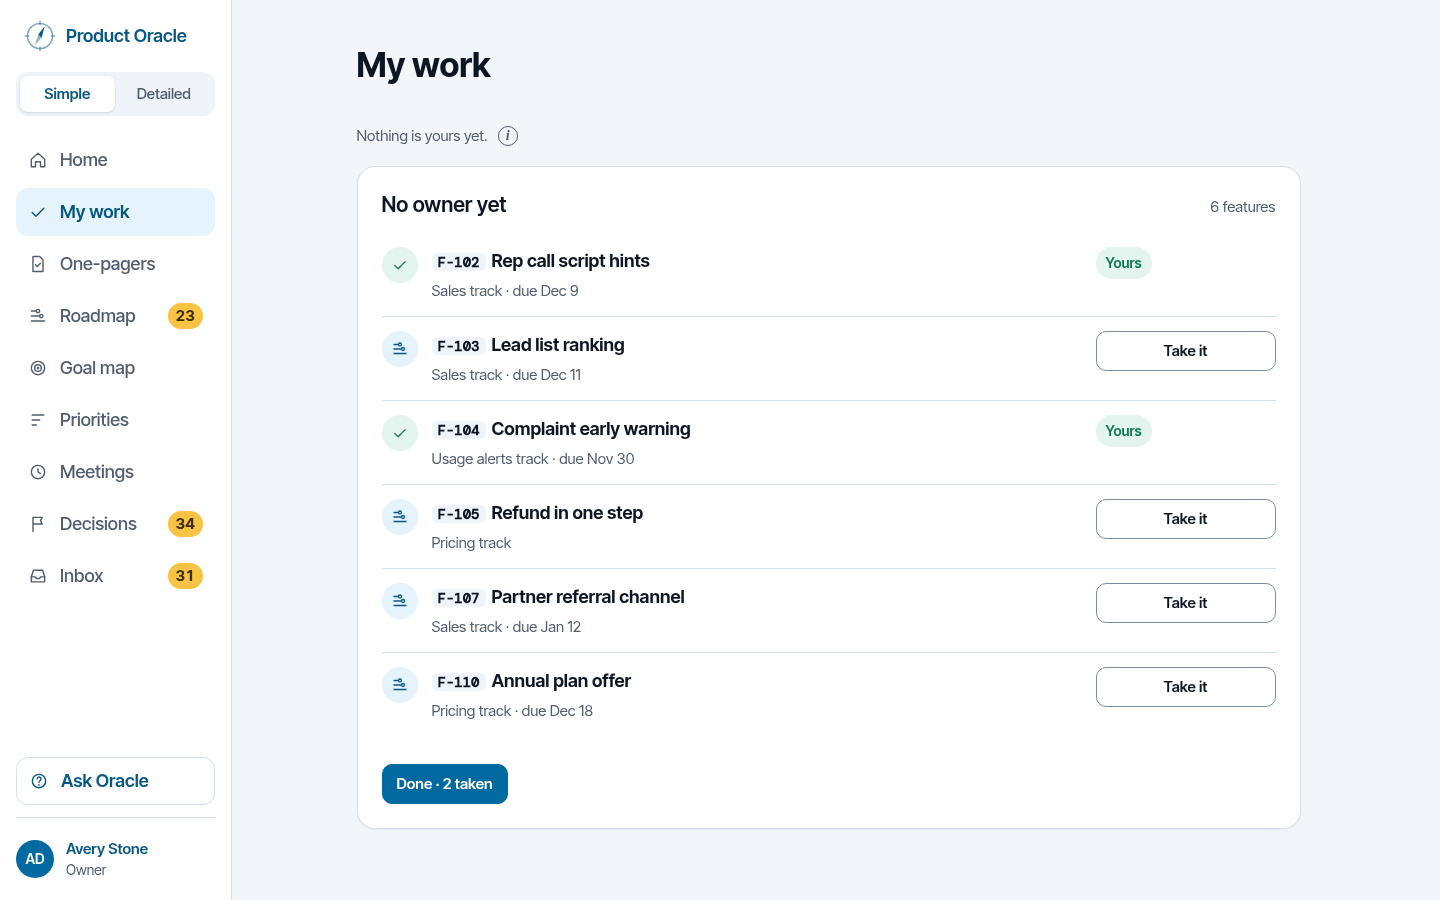 Product Oracle
Simple
Detailed
Home
My work
One-pagers
Roadmap 23
Goal map
Priorities
Meetings
Decisions 34
Inbox 31
Ask Oracle
AD
Avery Stone
Owner
My work
Nothing is yours yet. i
No owner yet
6 features
F-102 Rep call script hints
Sales track · due Dec 9
Yours
F-103 Lead list ranking
Sales track · due Dec 11
Take it
F-104 Complaint early warning
Usage alerts track · due Nov 30
Yours
F-105 Refund in one step
Pricing track
Take it
F-107 Partner referral channel
Sales track · due Jan 12
Take it
F-110 Annual plan offer
Pricing track · due Dec 18
Take it
Done · 2 taken